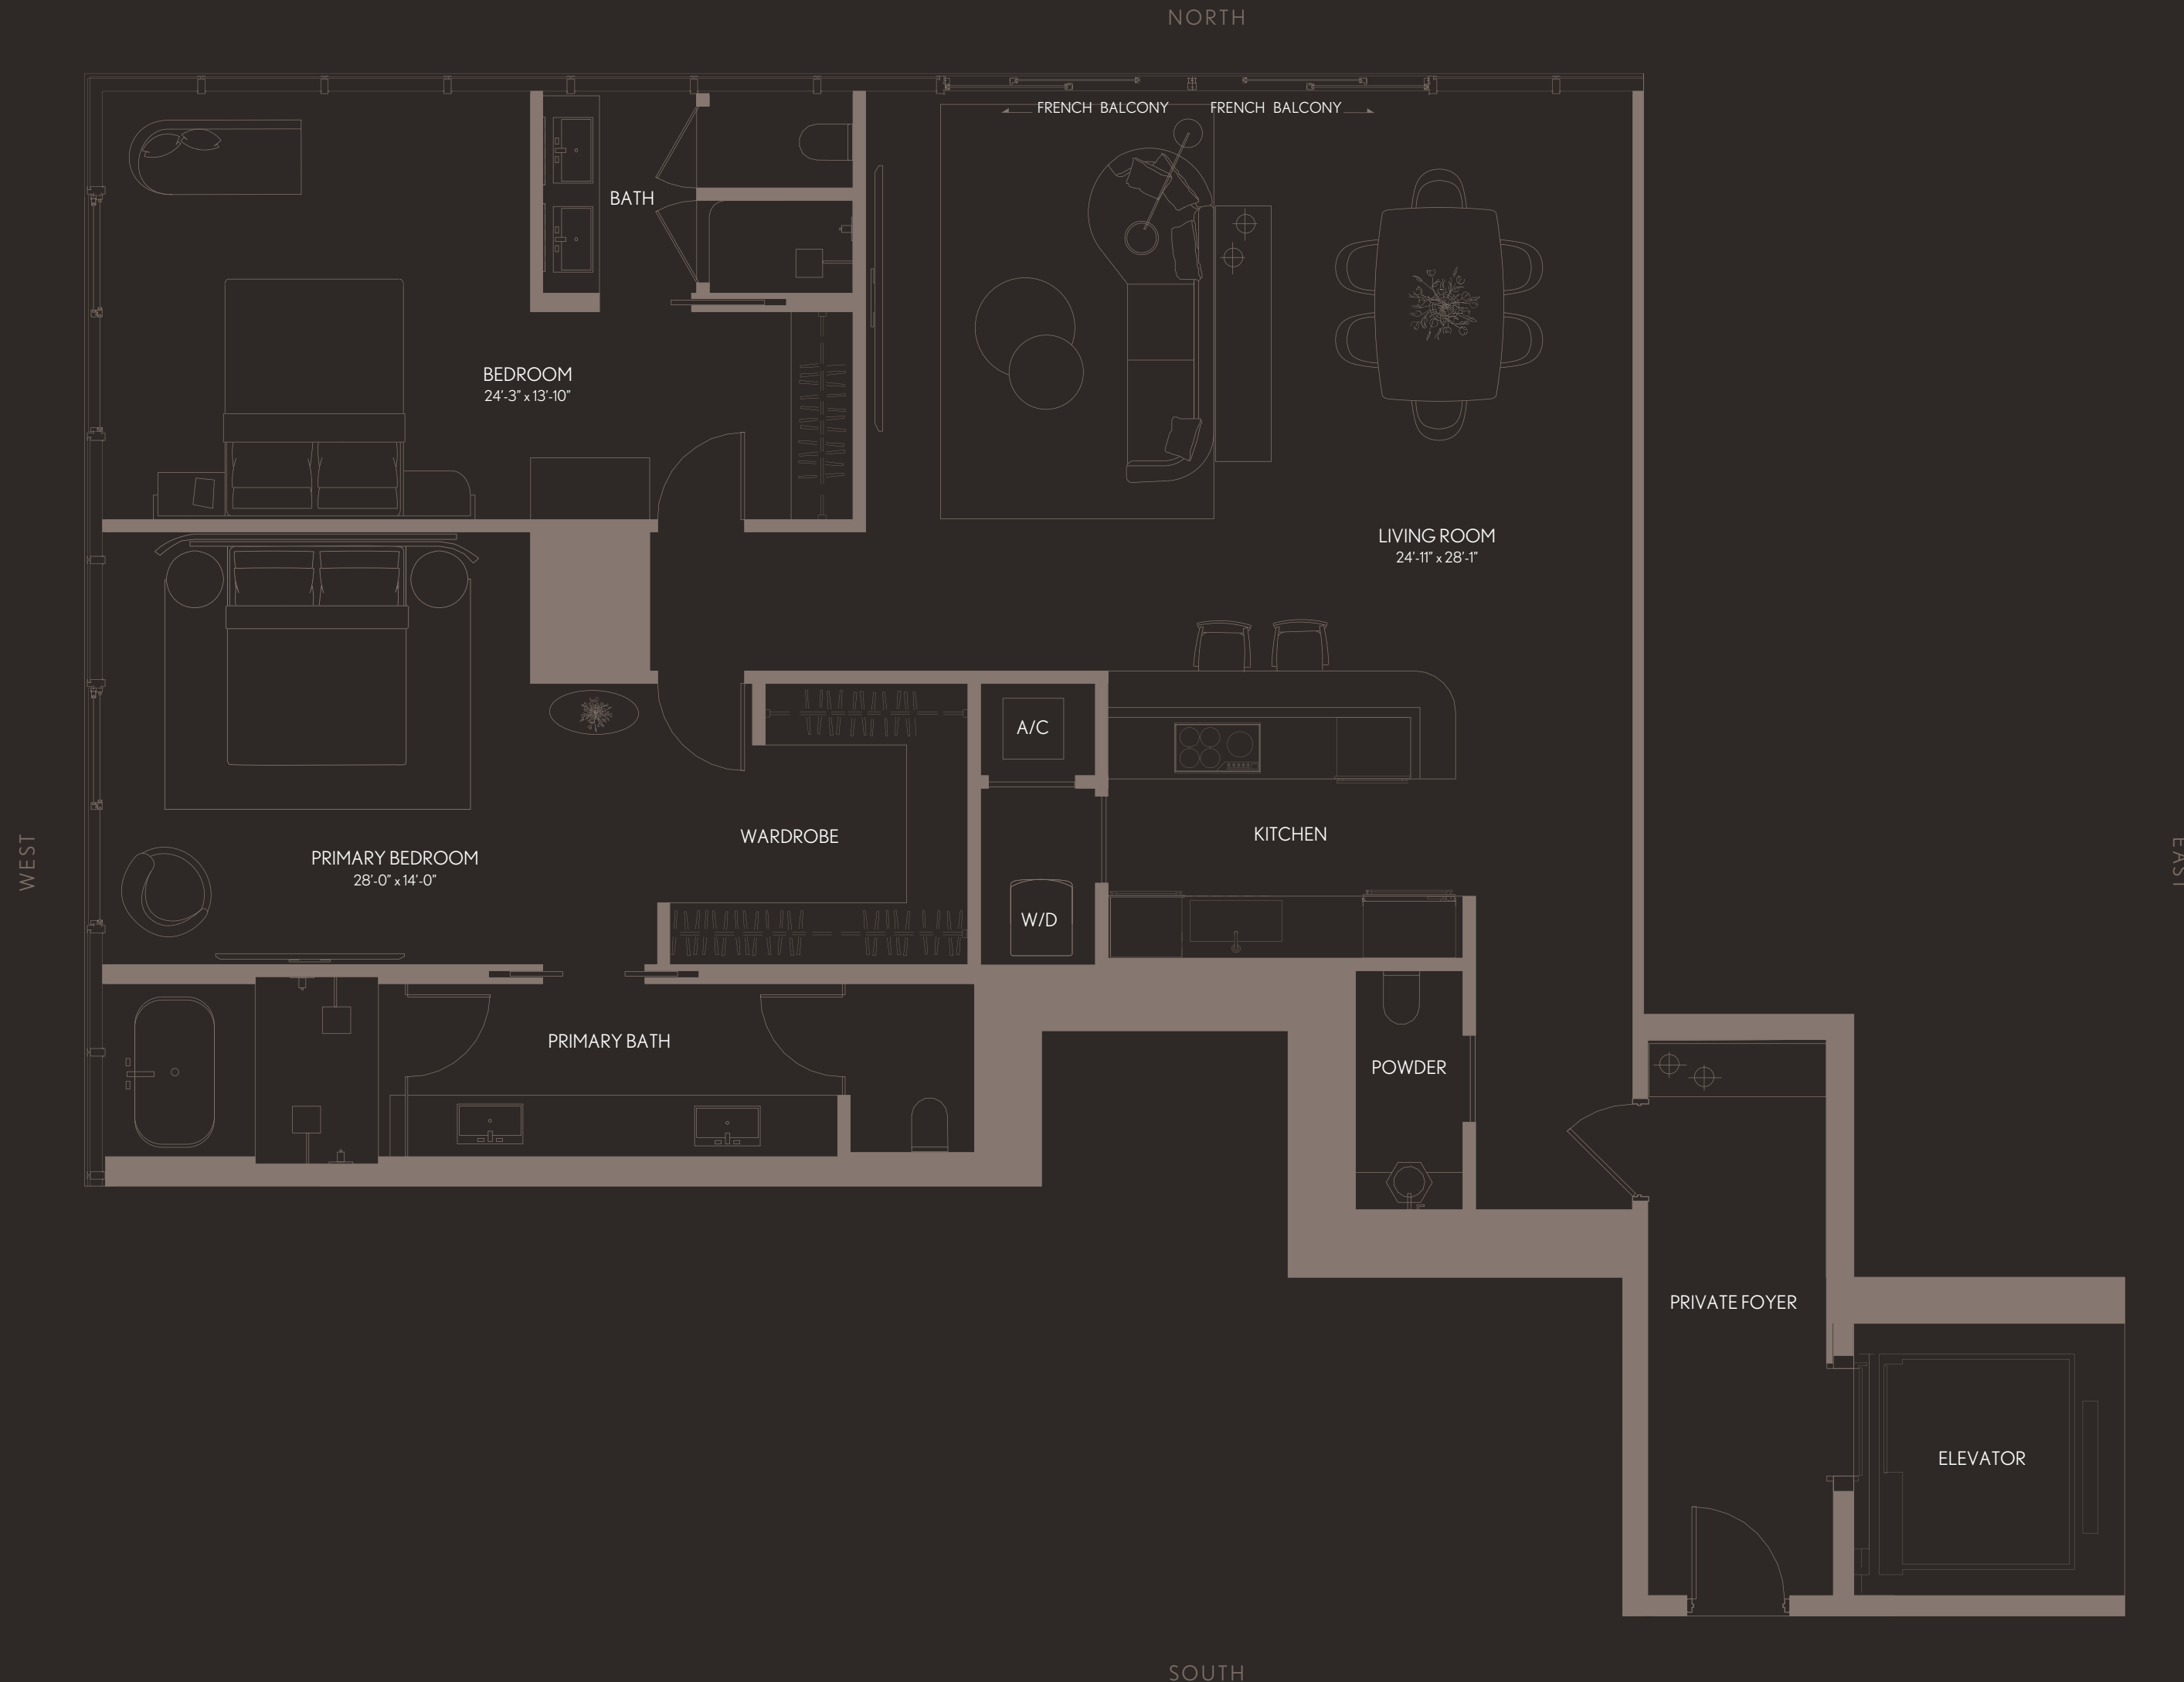 NORTH
FRENCH BALCONY FRENCH BALCONY
BATH
BEDROOM
24'-3" x 13'-10"
LIVING ROOM
24'-11" x 28'-1"
A/C
WARDROBE
KITCHEN
WEST
EAST
PRIMARY BEDROOM
28'-0" x 14'-0"
W/D
PRIMARY BATH
POWDER
PRIVATE FOYER
ELEVATOR
SOUTH